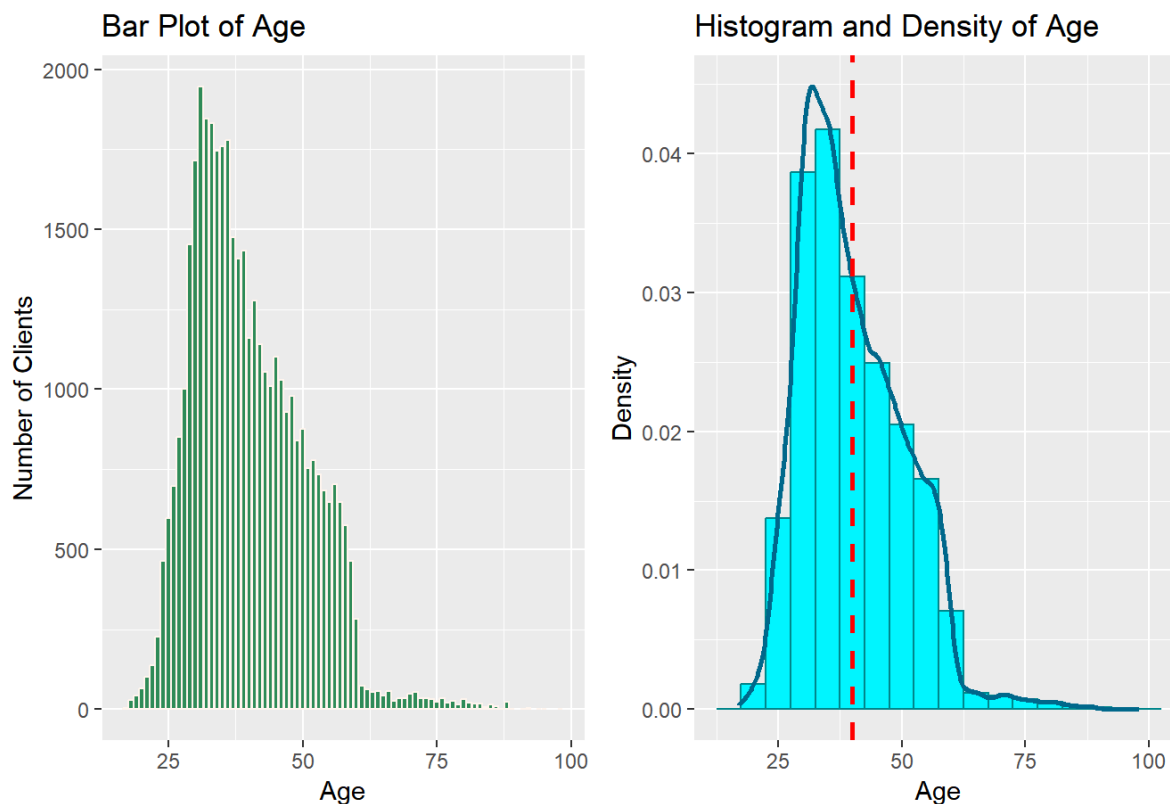 Bar Plot of Age
2000
1500
1000
500
0
Number of Clients
25 50 75 100
Age
Histogram and Density of Age
0.04
0.03
0.02
0.01
0.00
Density
25 50 75 100
Age